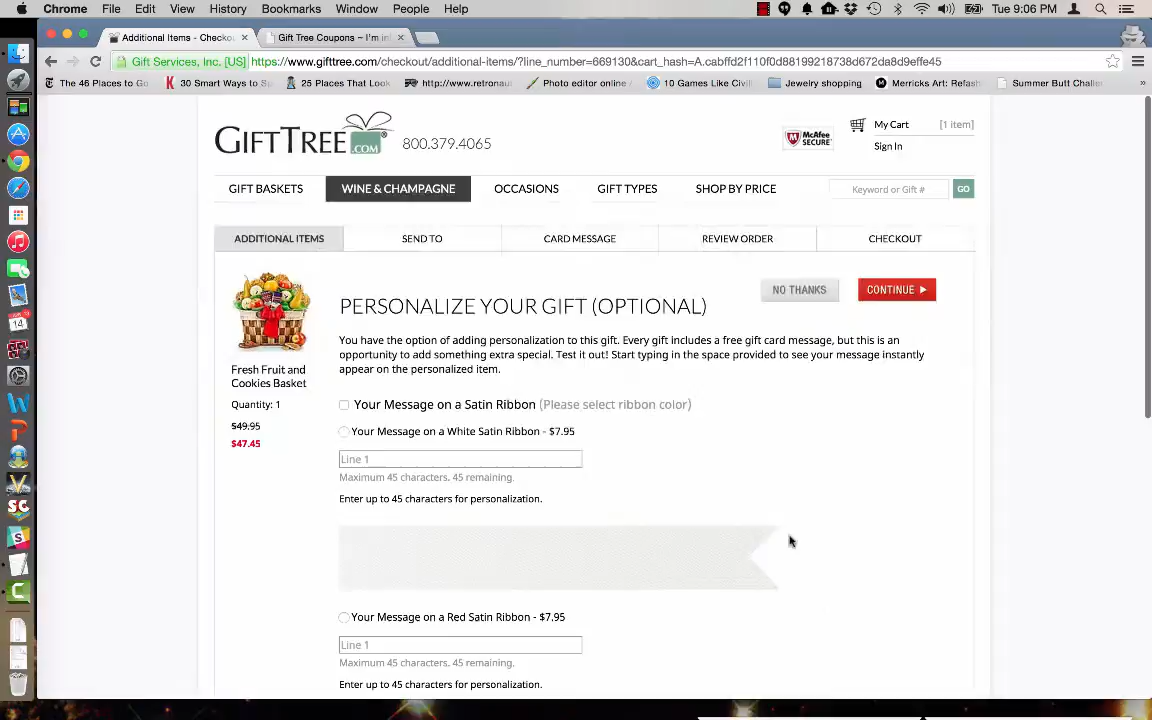 Chrome File Edit View History Bookmarks Window People Help Tue 9:06 PM
Additional Items - Checkou
Gift Tree Coupons – I'm in
Gift Services, Inc. [US] https://www.gifttree.com/checkout/additional-items/?line_number=669130&cart_hash=A.cabffd2f110f0d88199218738d672da8d9effe45
The 46 Places to Go
30 Smart Ways to Sp
25 Places That Look
http://www.retronau
Photo editor online
10 Games Like Civili
Jewelry shopping
Merricks Art: Refash
Summer Butt Challe
»
GIFTTREE.COM
800.379.4065
McAfee SECURE
My Cart [1 item]
Sign In
GIFT BASKETS WINE & CHAMPAGNE OCCASIONS GIFT TYPES SHOP BY PRICE Keyword or Gift # GO
ADDITIONAL ITEMS SEND TO CARD MESSAGE REVIEW ORDER CHECKOUT
Fresh Fruit and
Cookies Basket
Quantity: 1
$49.95
$47.45
NO THANKS CONTINUE
PERSONALIZE YOUR GIFT (OPTIONAL)
You have the option of adding personalization to this gift. Every gift includes a free gift card message, but this is an
opportunity to add something extra special. Test it out! Start typing in the space provided to see your message instantly
appear on the personalized item.
Your Message on a Satin Ribbon (Please select ribbon color)
Your Message on a White Satin Ribbon - $7.95
Line 1
Maximum 45 characters. 45 remaining.
Enter up to 45 characters for personalization.
Your Message on a Red Satin Ribbon - $7.95
Line 1
Maximum 45 characters. 45 remaining.
Enter up to 45 characters for personalization.